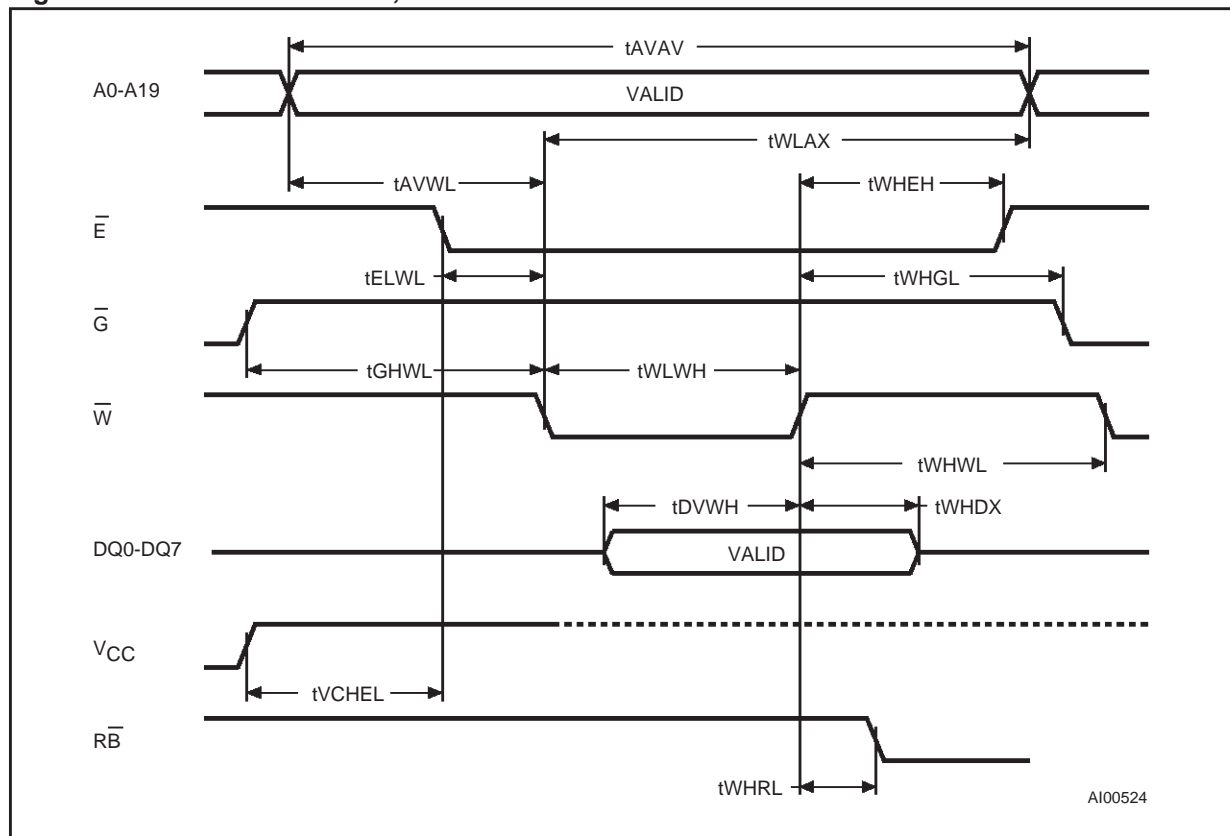 tAVAV
A0-A19
VALID
tWLAX
tAVWL
tWHEH
E̅
tELWL
tWHGL
G̅
tGHWL
tWLWH
W̅
tWHWL
tDVWH
tWHDX
DQ0-DQ7
VALID
VCC
tVCHEL
RB̅
tWHRL
AI00524